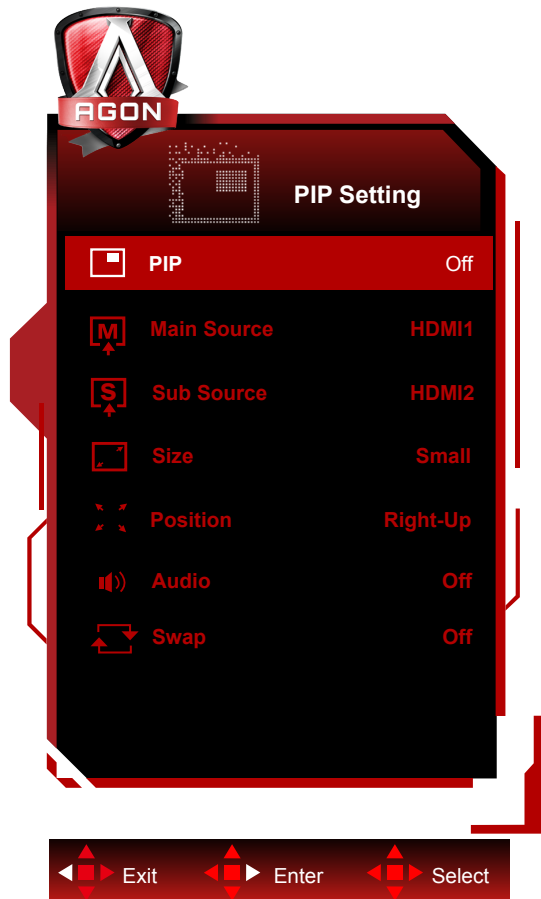 AGON
PIP Setting
PIP Off
M Main Source HDMI1
S Sub Source HDMI2
Size Small
Position Right-Up
Audio Off
Swap Off
Exit Enter Select